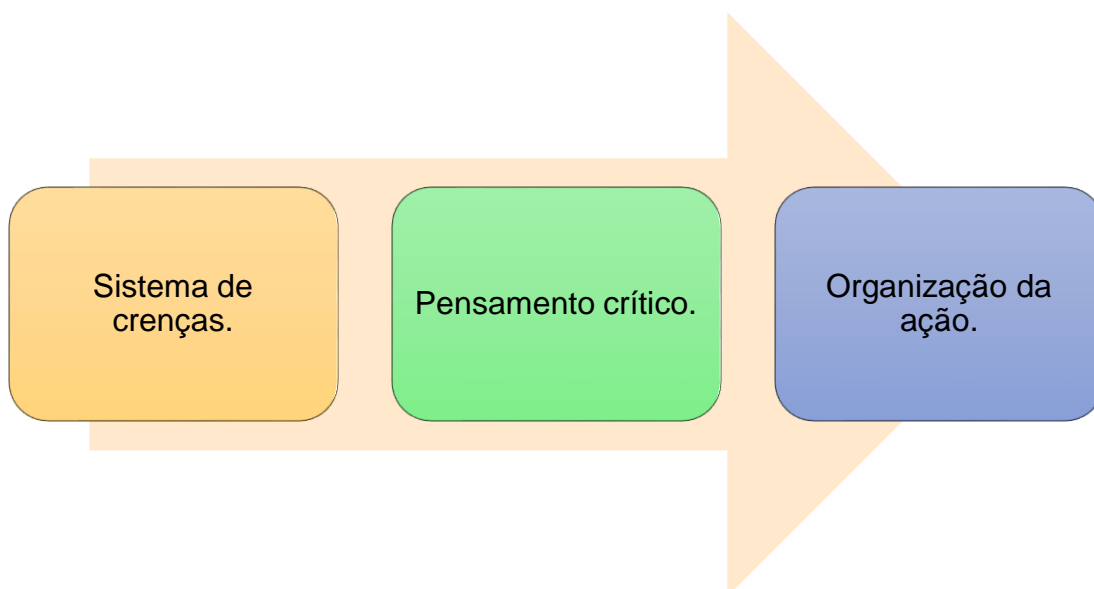 Sistema de
crenças.
Pensamento crítico.
Organização da
ação.